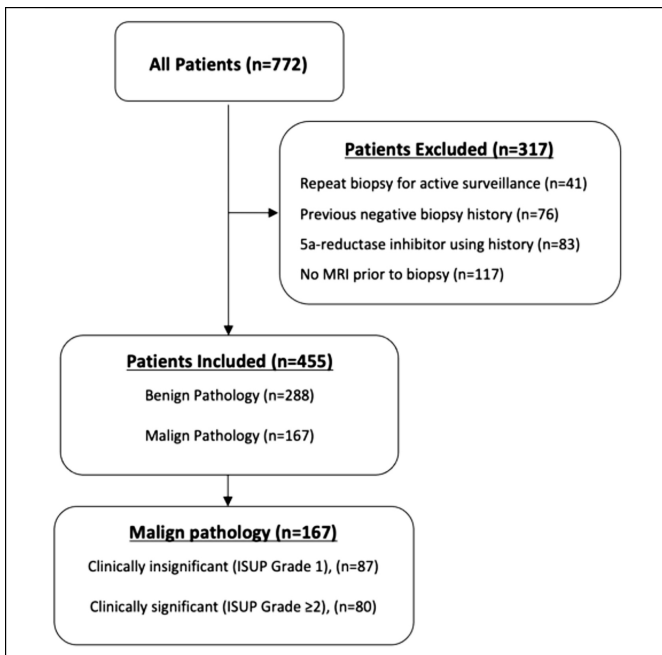 All Patients (n=772)
Patients Excluded (n=317)
Repeat biopsy for active surveillance (n=41)
Previous negative biopsy history (n=76)
5a-reductase inhibitor using history (n=83)
No MRI prior to biopsy (n=117)
Patients Included (n=455)
Benign Pathology (n=288)
Malign Pathology (n=167)
Malign pathology (n=167)
Clinically insignificant (ISUP Grade 1), (n=87)
Clinically significant (ISUP Grade ≥2), (n=80)